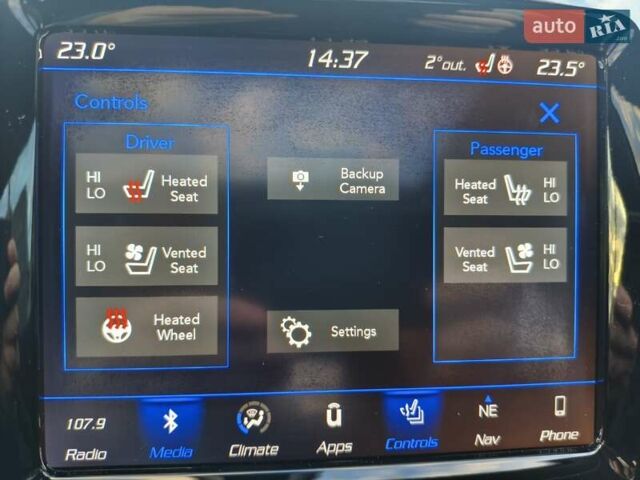 auto RIA
.com
23.0°
14:37
2°out.
23.5°
Controls
X
Driver
HI
LO
Heated
Seat
HI
LO
Vented
Seat
Heated
Wheel
Backup
Camera
Settings
Passenger
Heated
Seat
HI
LO
Vented
Seat
HI
LO
107.9
Radio
Media
Climate
Apps
Controls
NE
Nav
Phone